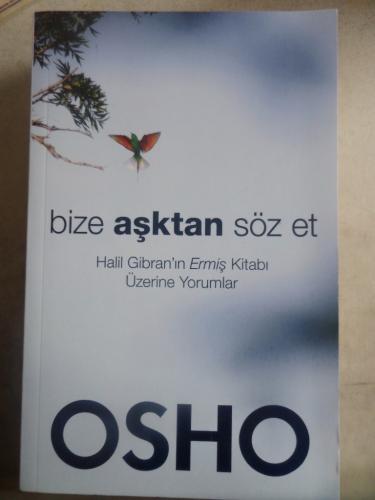 bize aşktan söz et
Halil Gibran'ın Ermiş Kitabı
Üzerine Yorumlar
OSHO